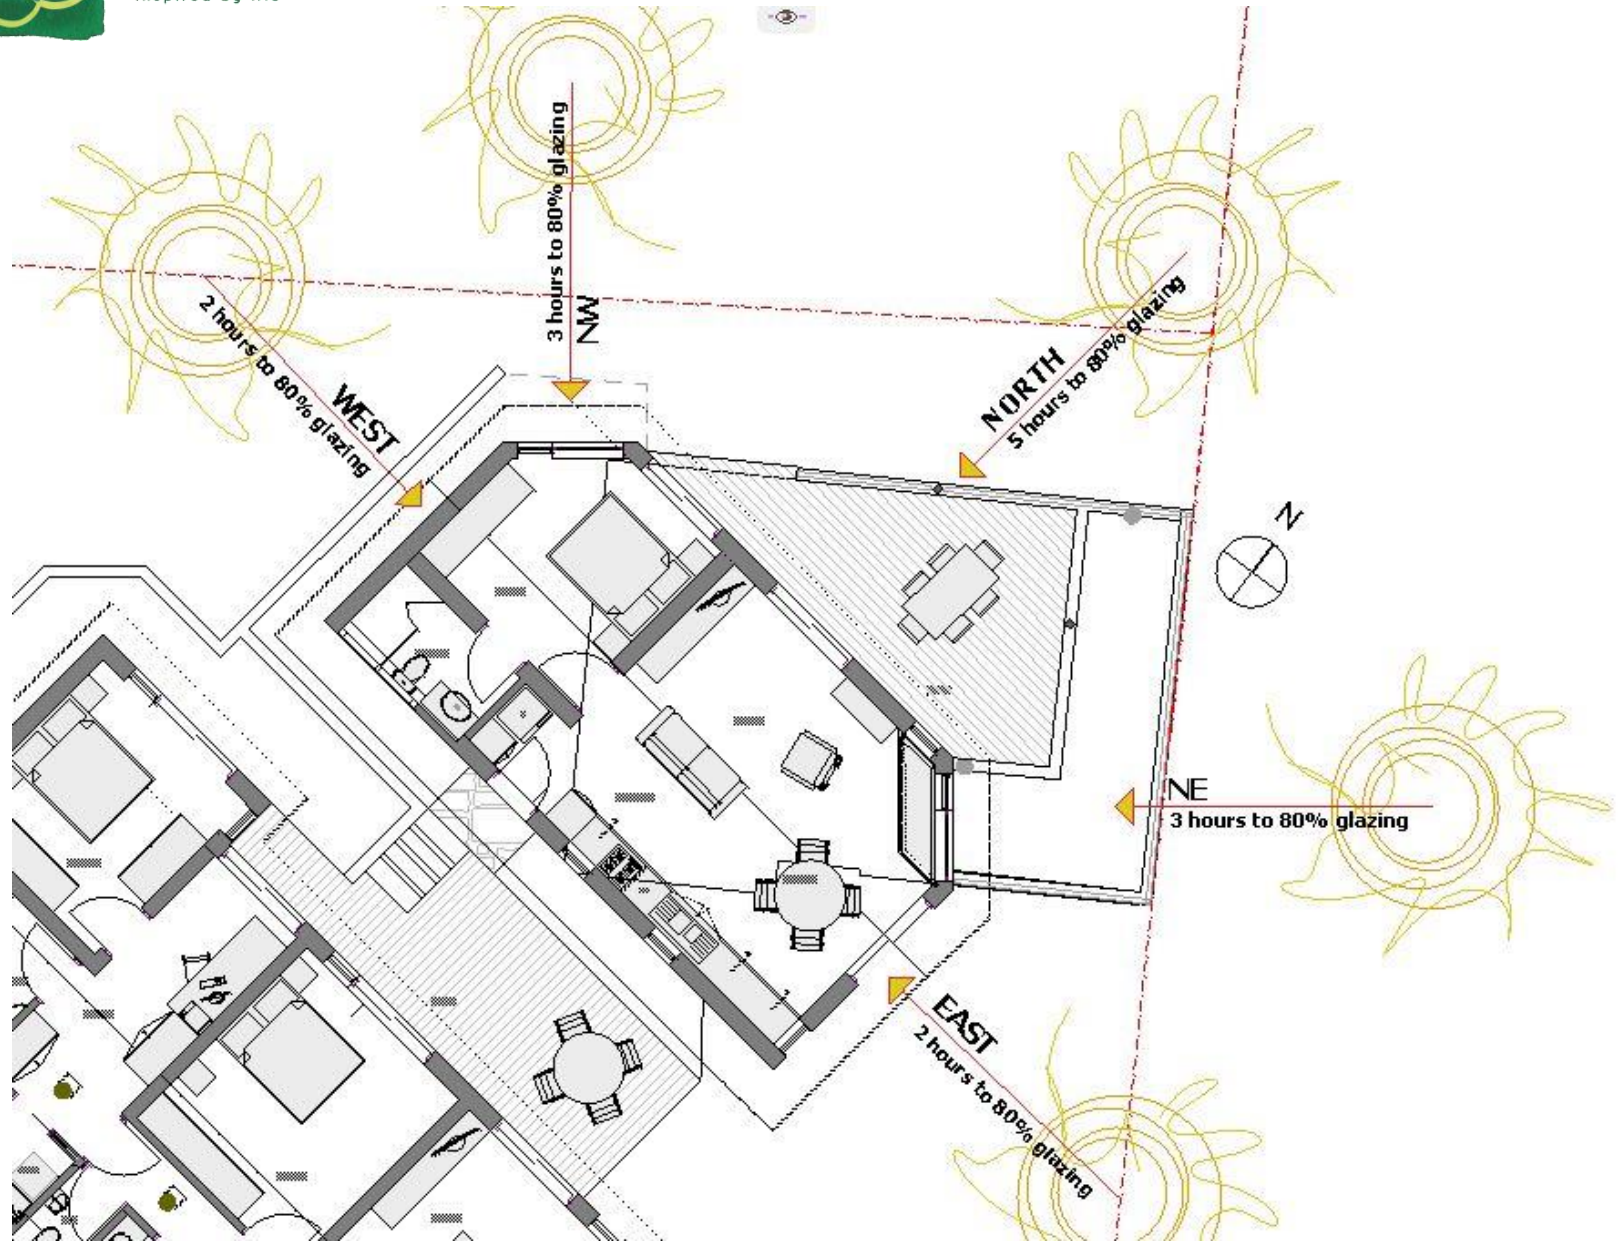 3 hours to 80% glazing
NW
2 hours to 80% glazing
WEST
NORTH
5 hours to 80% glazing
N
NE
3 hours to 80% glazing
EAST
2 hours to 80% glazing